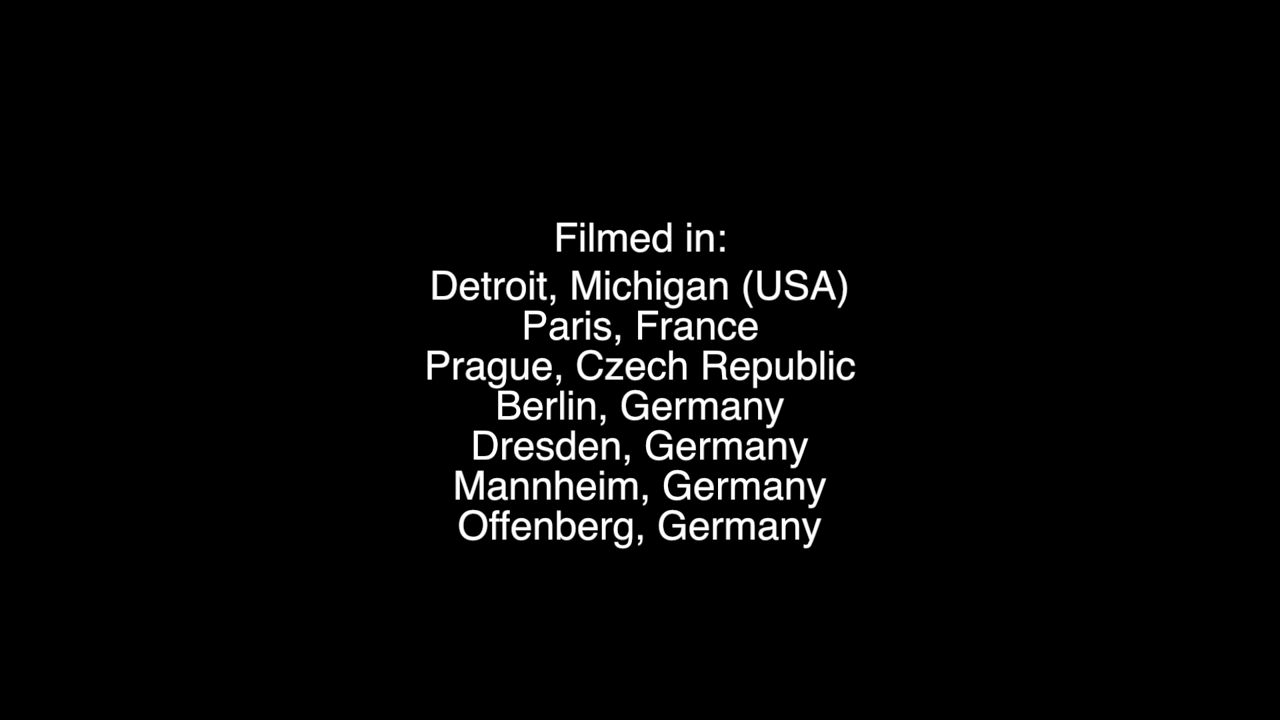 Filmed in:
Detroit, Michigan (USA)
Paris, France
Prague, Czech Republic
Berlin, Germany
Dresden, Germany
Mannheim, Germany
Offenberg, Germany